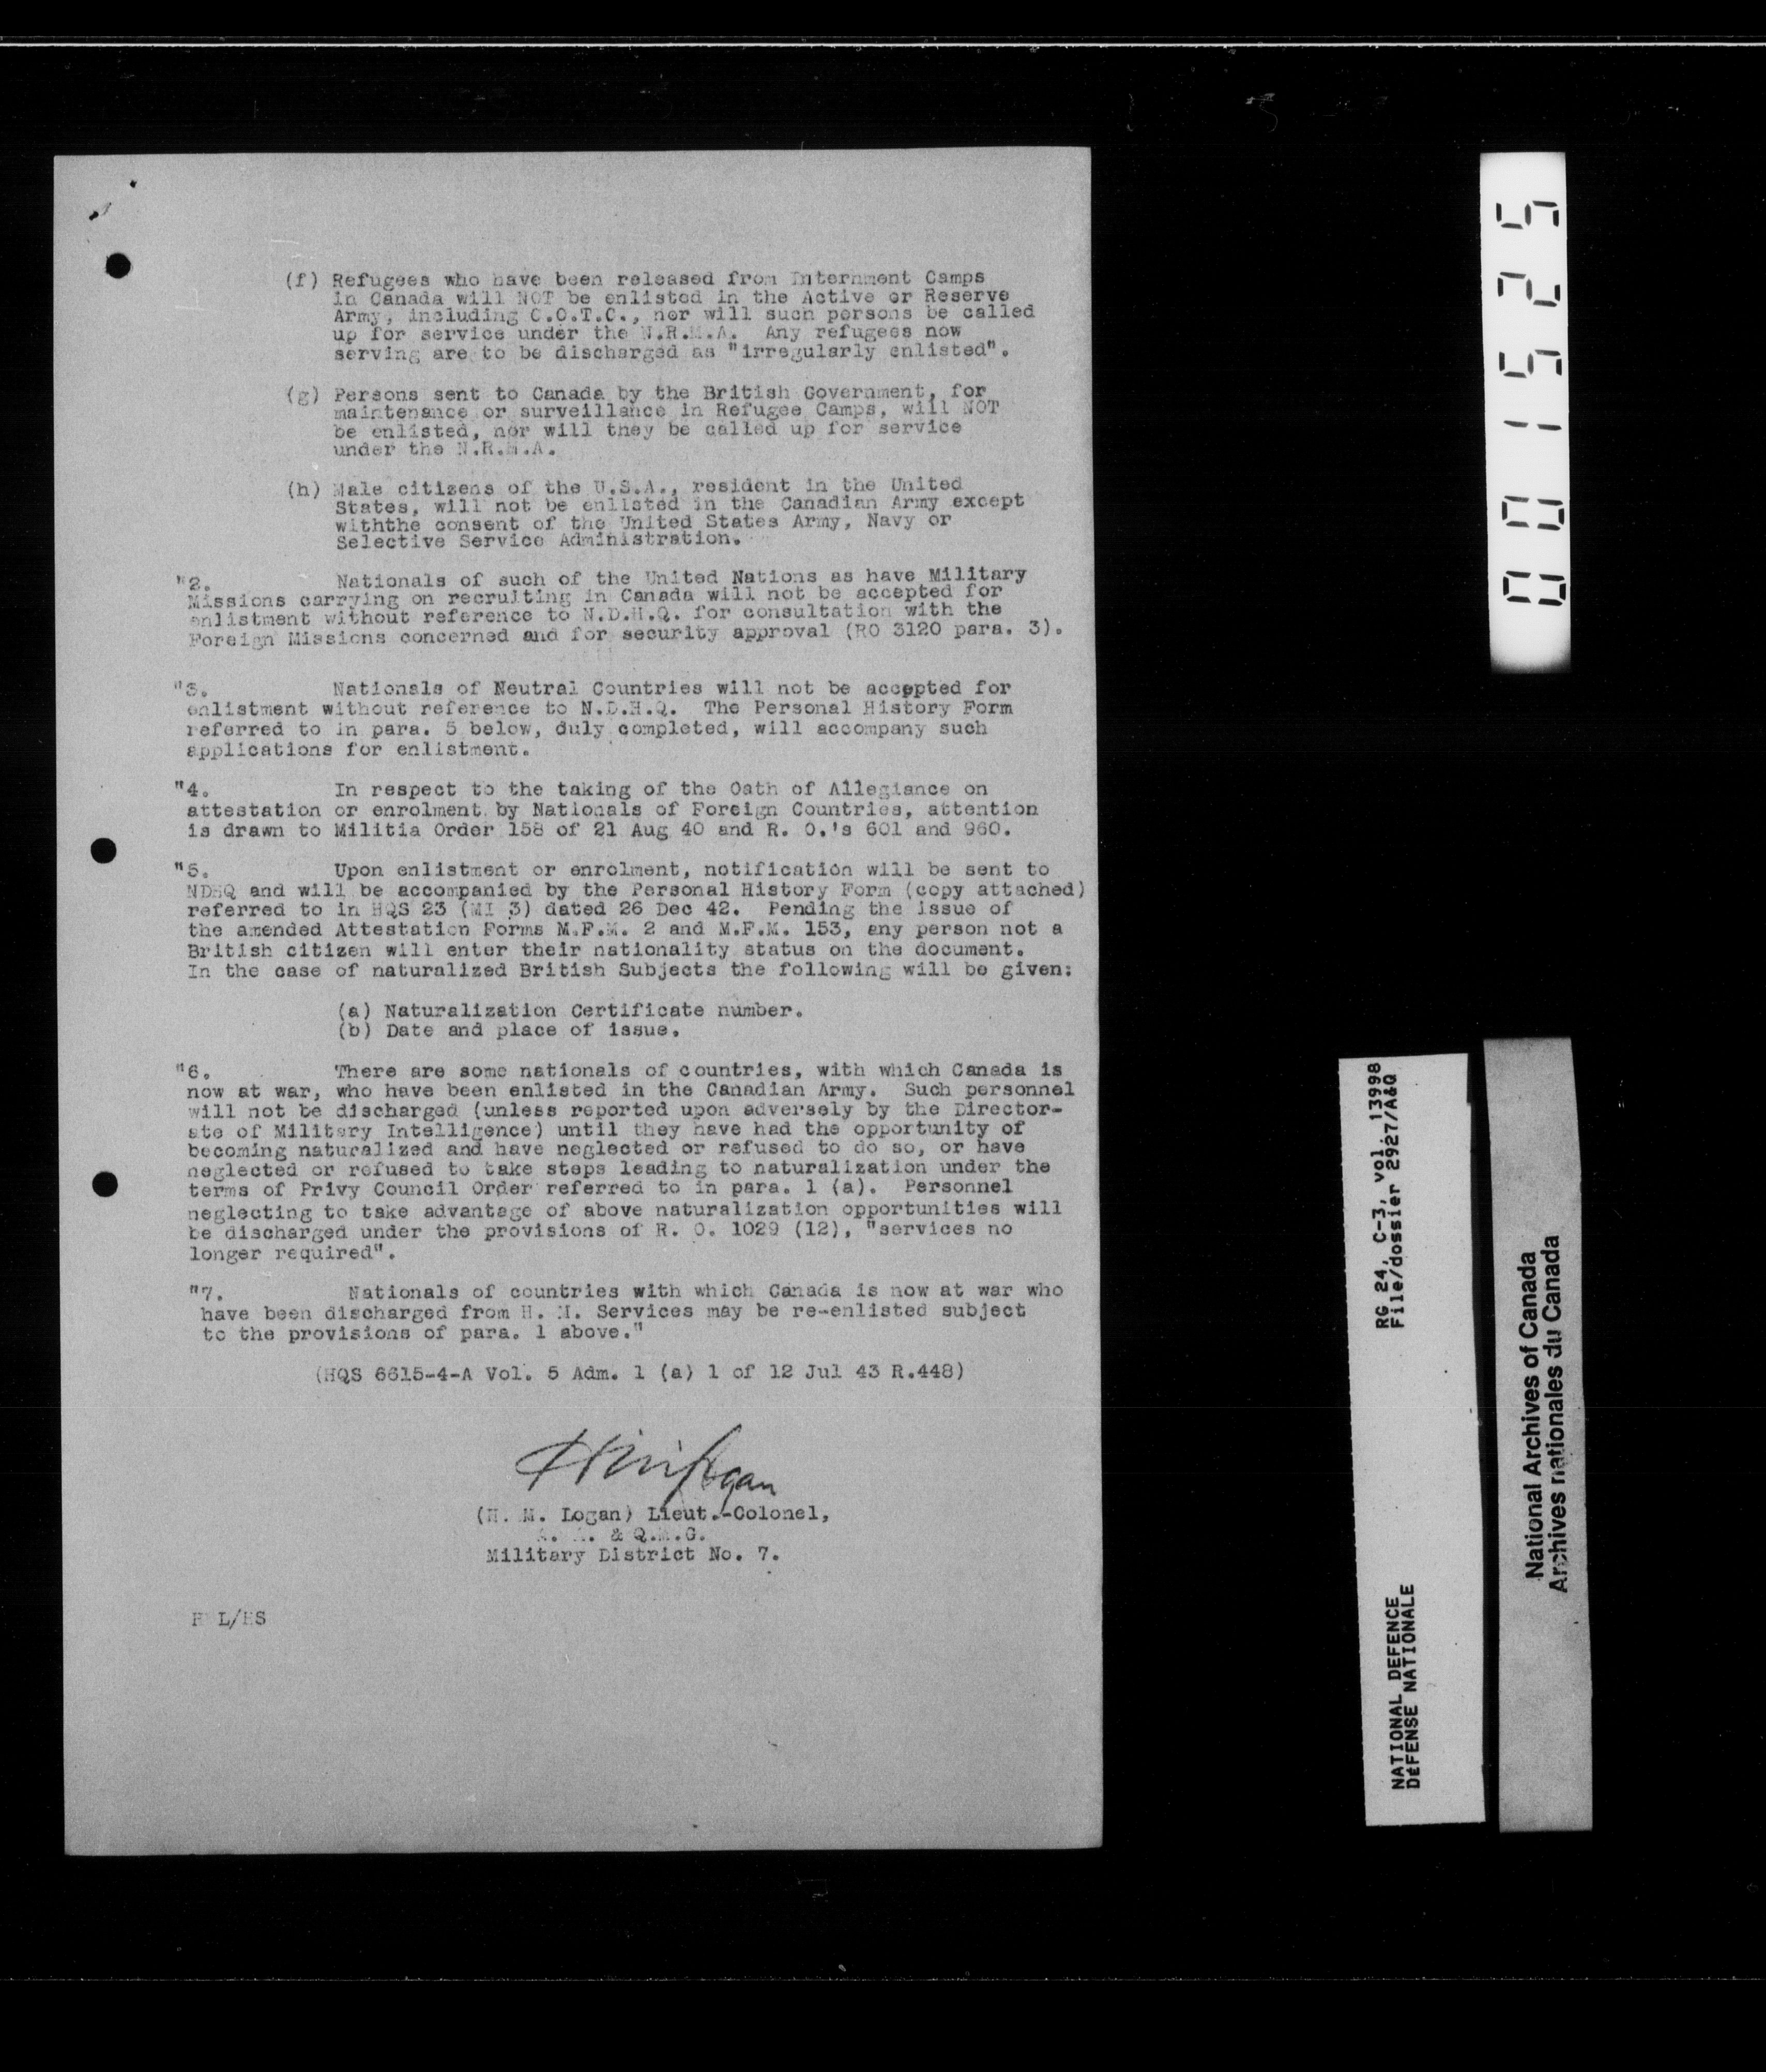 (f) Refugees who have been released from Internment Camps
in Canada will NOT be enlisted in the Active or Reserve
Army, including C.O.T.C., nor will such persons be called
up for service under the N.R.M.A. Any refugees now
serving are to be discharged as "irregularly enlisted".
(g) Persons sent to Canada by the British Government, for
maintenance or surveillance in Refugee Camps, will NOT
be enlisted, nor will they be called up for service
under the N.R.M.A.
(h) Male citizens of the U.S.A., resident in the United
States, will not be enlisted in the Canadian Army except
withthe consent of the United States Army, Navy or
Selective Service Administration.
"2. Nationals of such of the United Nations as have Military
Missions carrying on recruiting in Canada will not be accepted for
enlistment without reference to N.D.H.Q. for consultation with the
Foreign Missions concerned and for security approval (RO 3120 para. 3).
"3. Nationals of Neutral Countries will not be accepted for
enlistment without reference to N.D.H.Q. The Personal History Form
referred to in para. 5 below, duly completed, will accompany such
applications for enlistment.
"4. In respect to the taking of the Oath of Allegiance on
attestation or enrolment by Nationals of Foreign Countries, attention
is drawn to Militia Order 158 of 21 Aug 40 and R. O.'s 601 and 960.
"5. Upon enlistment or enrolment, notification will be sent to
NDHQ and will be accompanied by the Personal History Form (copy attached)
referred to in HQS 23 (MI 3) dated 26 Dec 42. Pending the issue of
the amended Attestation Forms M.F.M. 2 and M.F.M. 153, any person not a
British citizen will enter their nationality status on the document.
In the case of naturalized British Subjects the following will be given:
(a) Naturalization Certificate number.
(b) Date and place of issue.
"6. There are some nationals of countries, with which Canada is
now at war, who have been enlisted in the Canadian Army. Such personnel
will not be discharged (unless reported upon adversely by the Director-
ate of Military Intelligence) until they have had the opportunity of
becoming naturalized and have neglected or refused to do so, or have
neglected or refused to take steps leading to naturalization under the
terms of Privy Council Order referred to in para. 1 (a). Personnel
neglecting to take advantage of above naturalization opportunities will
be discharged under the provisions of R. O. 1029 (12), "services no
longer required".
"7. Nationals of countries with which Canada is now at war who
have been discharged from H. M. Services may be re-enlisted subject
to the provisions of para. 1 above."
(HQS 6615-4-A Vol. 5 Adm. 1 (a) 1 of 12 Jul 43 R.448)
(H. M. Logan) Lieut.-Colonel,
& Q.M.G.
Military District No. 7.
L/HS
001525
RG 24, C-3, vol. 13998
File/dossier 2927/A&Q
NATIONAL DEFENCE
DÉFENSE NATIONALE
National Archives of Canada
Archives nationales du Canada